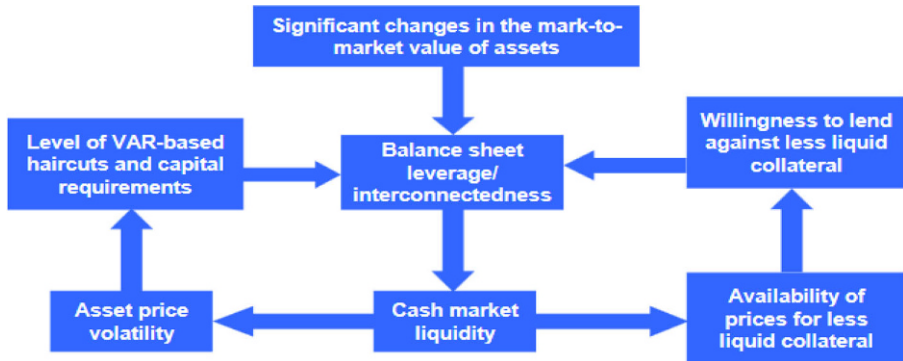 Significant changes in the mark-to-
market value of assets
Level of VAR-based
haircuts and capital
requirements
Balance sheet
leverage/
interconnectedness
Willingness to lend
against less liquid
collateral
Asset price
volatility
Cash market
liquidity
Availability of
prices for less
liquid collateral